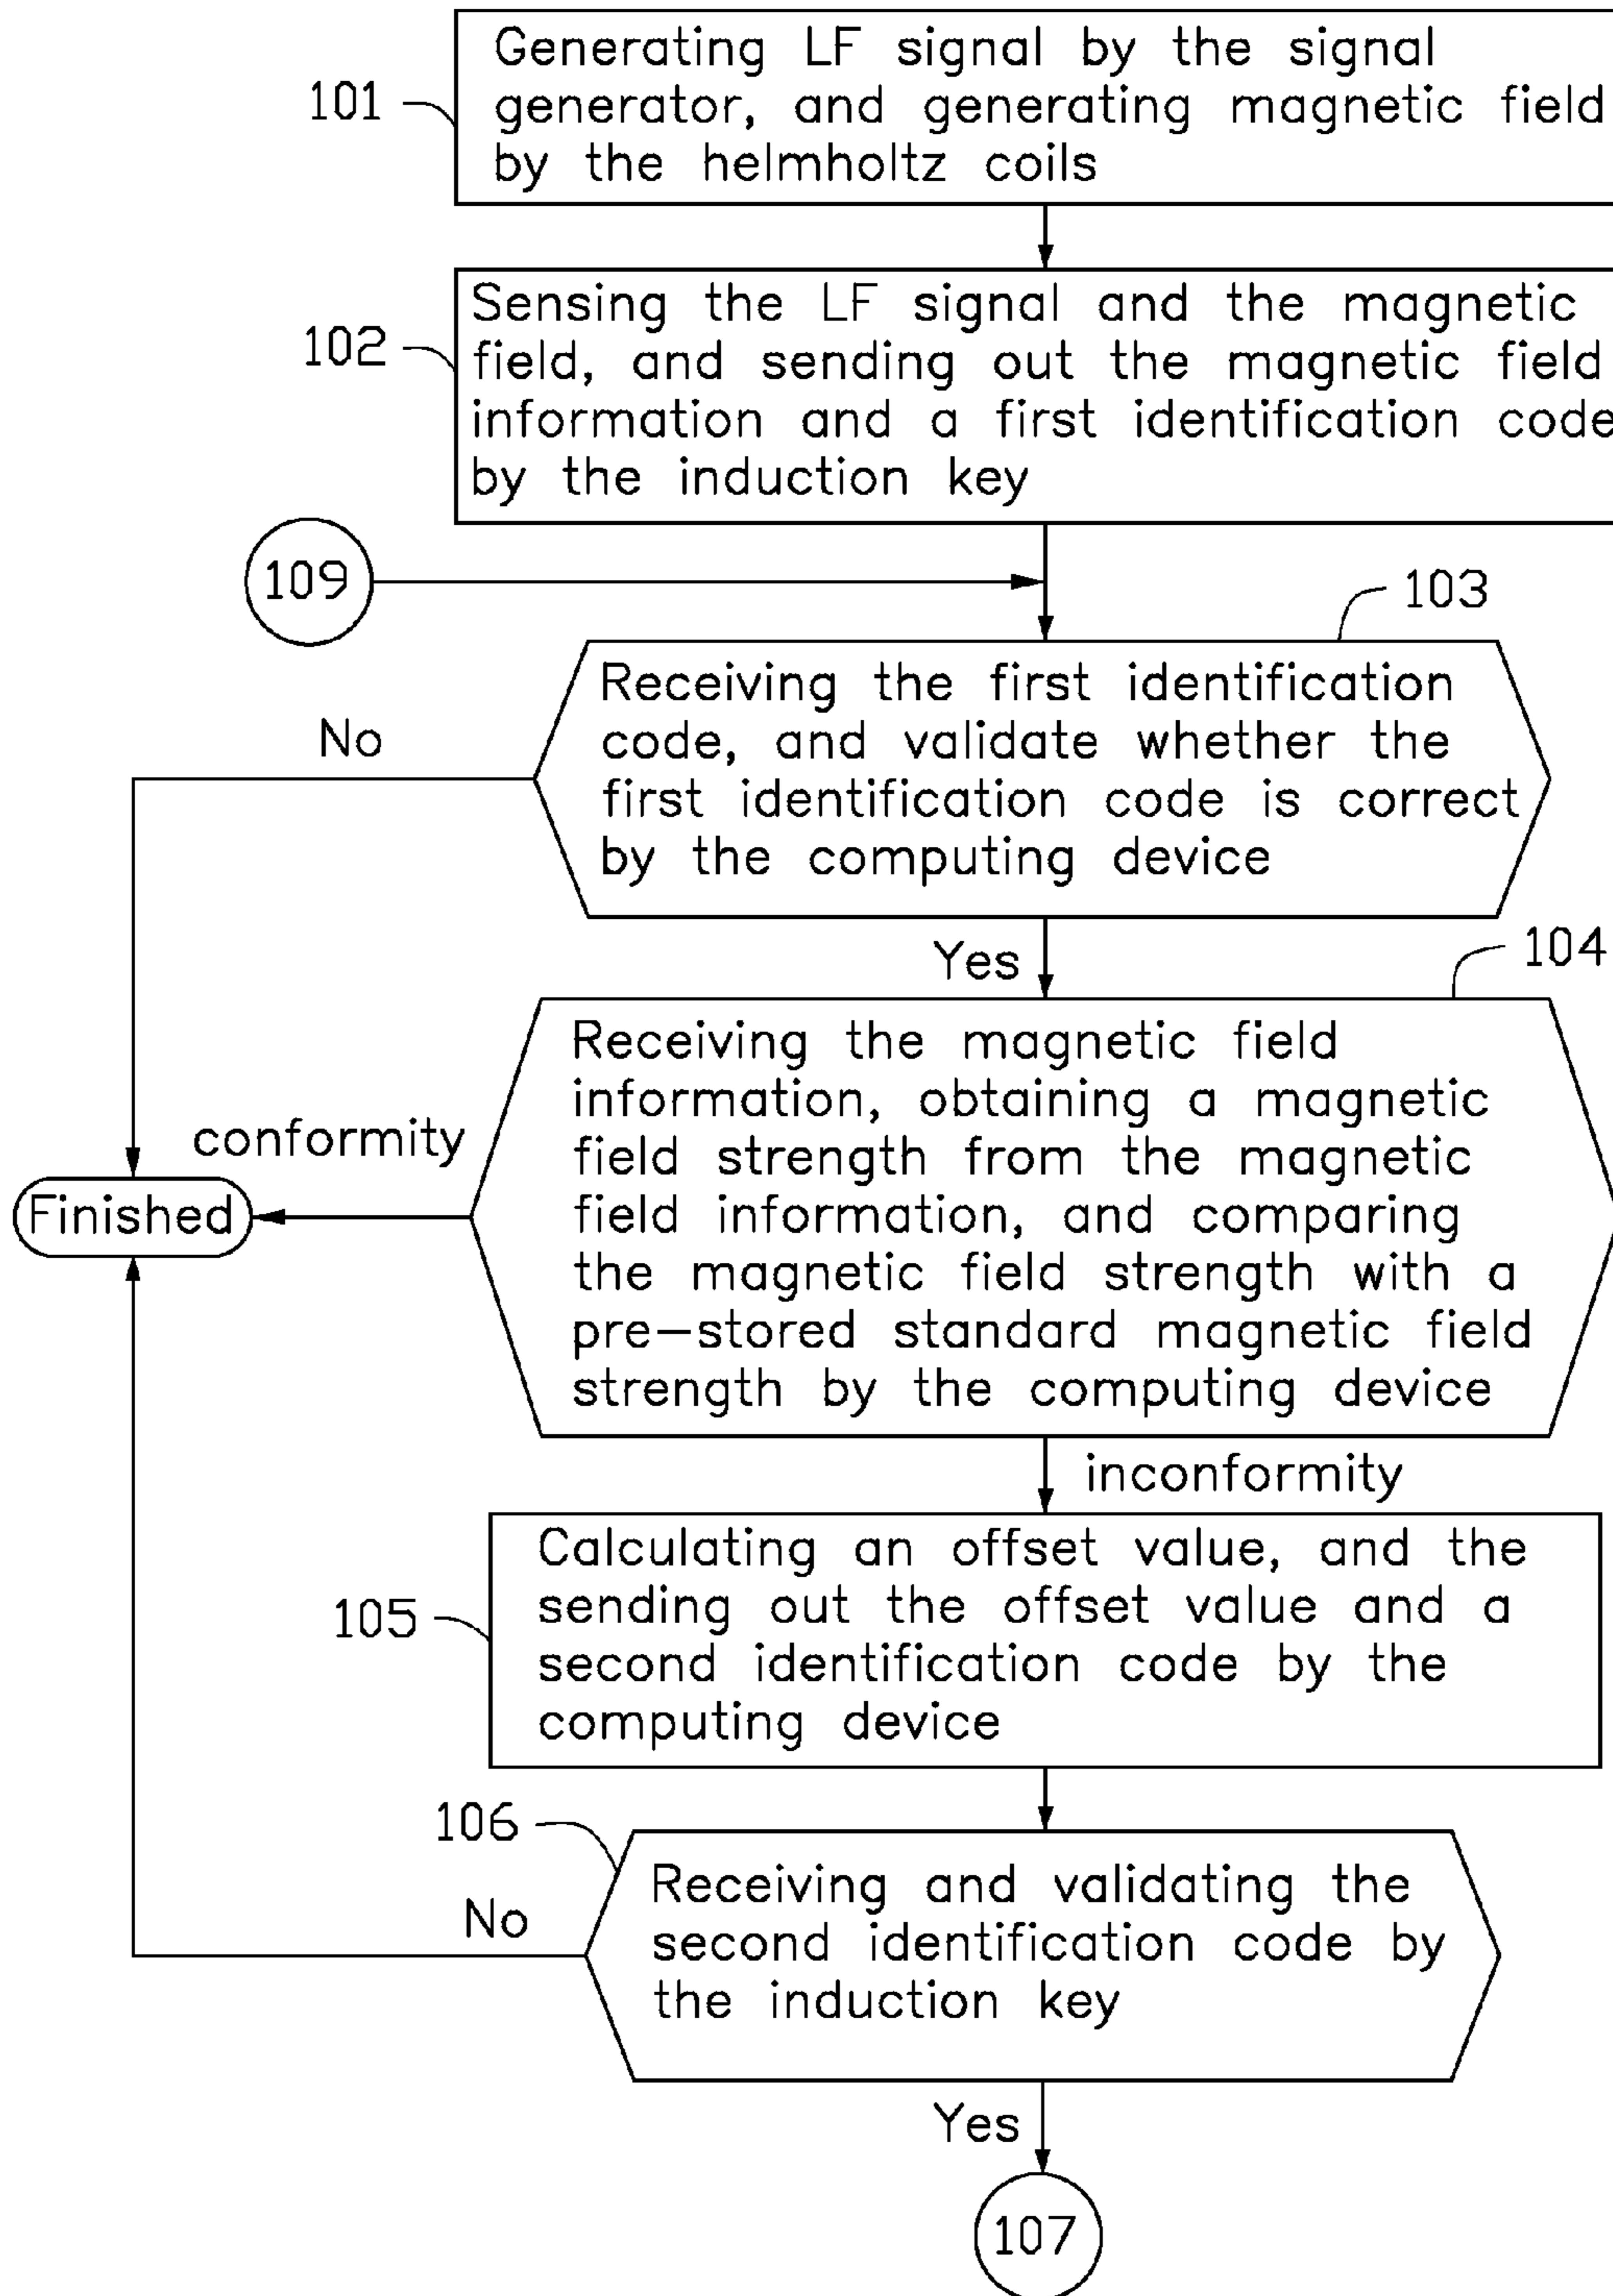 Generating LF signal by the signal
generator, and generating magnetic field
by the helmholtz coils
101
Sensing the LF signal and the magnetic
field, and sending out the magnetic field
information and a first identification code
by the induction key
102
109
103
Receiving the first identification
code, and validate whether the
first identification code is correct
by the computing device
No
Yes
104
Receiving the magnetic field
information, obtaining a magnetic
field strength from the magnetic
field information, and comparing
the magnetic field strength with a
pre-stored standard magnetic field
strength by the computing device
conformity
Finished
inconformity
Calculating an offset value, and the
sending out the offset value and a
second identification code by the
computing device
105
106
Receiving and validating the
second identification code by
the induction key
No
Yes
107